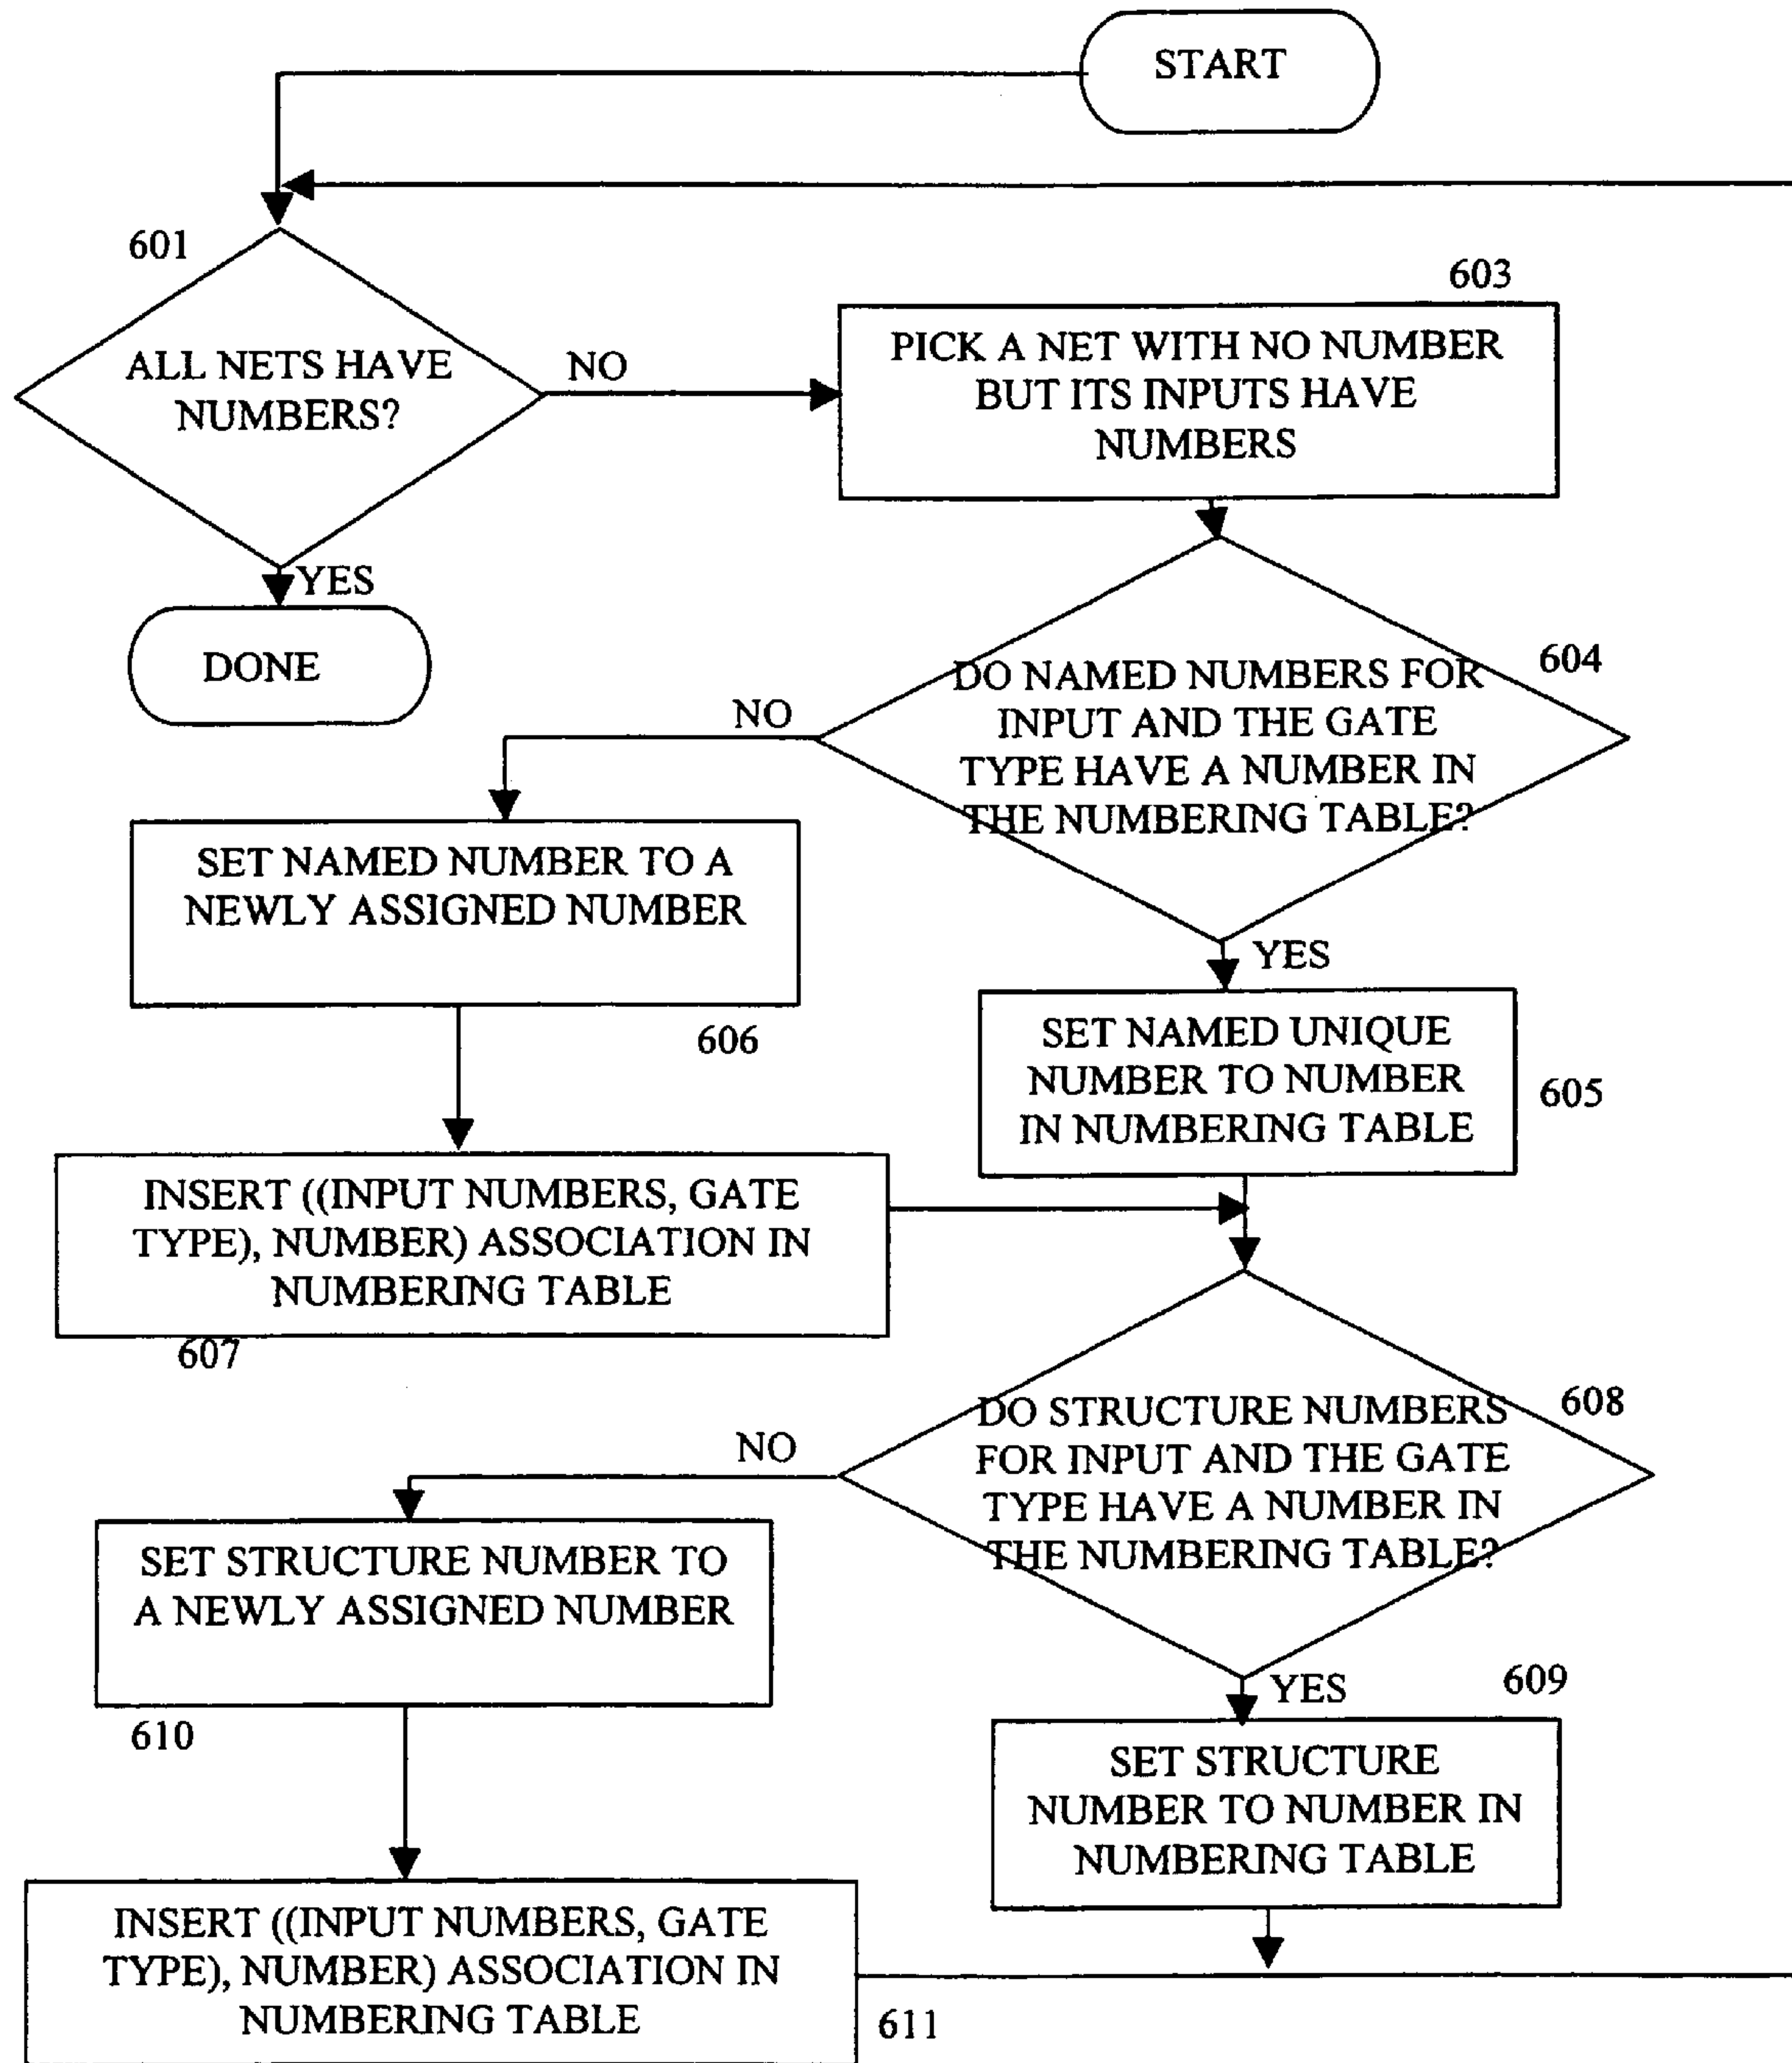 START
601
ALL NETS HAVE
NUMBERS?
NO
YES
DONE
603
PICK A NET WITH NO NUMBER
BUT ITS INPUTS HAVE
NUMBERS
604
DO NAMED NUMBERS FOR
INPUT AND THE GATE
TYPE HAVE A NUMBER IN
THE NUMBERING TABLE?
NO
YES
SET NAMED NUMBER TO A
NEWLY ASSIGNED NUMBER
606
SET NAMED UNIQUE
NUMBER TO NUMBER
IN NUMBERING TABLE
605
INSERT ((INPUT NUMBERS, GATE
TYPE), NUMBER) ASSOCIATION IN
NUMBERING TABLE
607
608
DO STRUCTURE NUMBERS
FOR INPUT AND THE GATE
TYPE HAVE A NUMBER IN
THE NUMBERING TABLE?
NO
YES
SET STRUCTURE NUMBER TO
A NEWLY ASSIGNED NUMBER
610
609
SET STRUCTURE
NUMBER TO NUMBER IN
NUMBERING TABLE
INSERT ((INPUT NUMBERS, GATE
TYPE), NUMBER) ASSOCIATION IN
NUMBERING TABLE
611